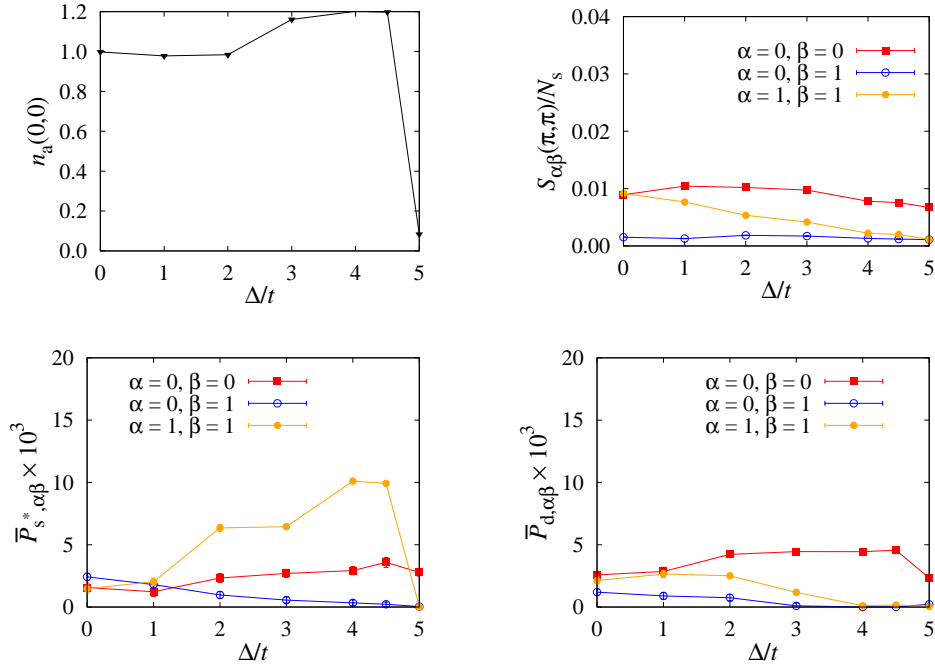 n_a(0,0)
1.2
1.0
0.8
0.6
0.4
0.2
0.0
0 1 2 3 4 5
Δ/t
S_αβ(π,π)/N_s
0.04
0.03
0.02
0.01
0.00
α = 0, β = 0
α = 0, β = 1
α = 1, β = 1
0 1 2 3 4 5
Δ/t
P̅_s*,αβ × 10³
20
15
10
5
0
α = 0, β = 0
α = 0, β = 1
α = 1, β = 1
0 1 2 3 4 5
Δ/t
P̅_d,αβ × 10³
20
15
10
5
0
α = 0, β = 0
α = 0, β = 1
α = 1, β = 1
0 1 2 3 4 5
Δ/t